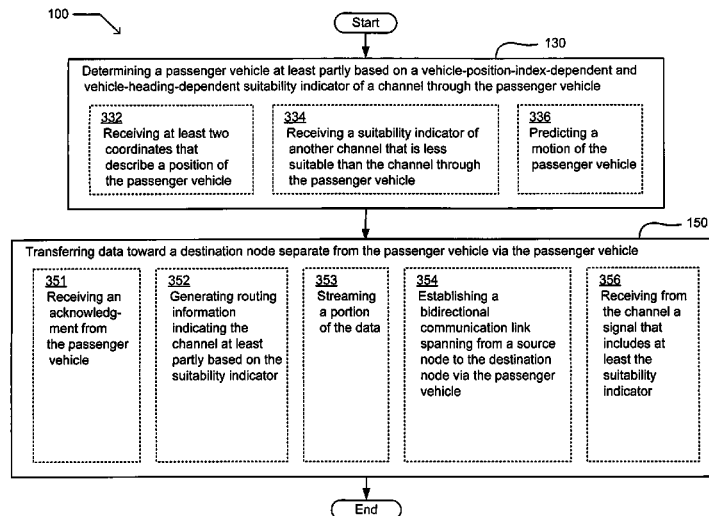 100
Start
130
Determining a passenger vehicle at least partly based on a vehicle-position-index-dependent and
vehicle-heading-dependent suitability indicator of a channel through the passenger vehicle
332
Receiving at least two
coordinates that
describe a position of
the passenger vehicle
334
Receiving a suitability indicator of
another channel that is less
suitable than the channel through
the passenger vehicle
336
Predicting a
motion of the
passenger vehicle
150
Transferring data toward a destination node separate from the passenger vehicle via the passenger vehicle
351
Receiving an
acknowledg-
ment from
the passenger
vehicle
352
Generating routing
information
indicating the
channel at least
partly based on the
suitability indicator
353
Streaming
a portion
of the data
354
Establishing a
bidirectional
communication link
spanning from a source
node to the destination
node via the passenger
vehicle
356
Receiving from
the channel a
signal that
includes at
least the
suitability
indicator
End